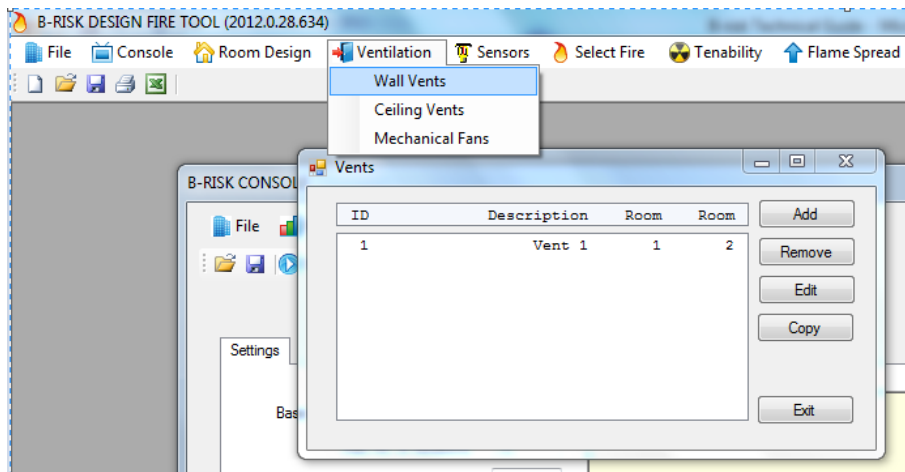 B-RISK DESIGN FIRE TOOL (2012.0.28.634)
File Console Room Design Ventilation Sensors Select Fire Tenability Flame Spread
Wall Vents
Ceiling Vents
Mechanical Fans
Vents
B-RISK CONSOL
ID Description Room Room Add
File
1 Vent 1 1 2
Remove
Edit
Copy
Settings
Bas
Exit